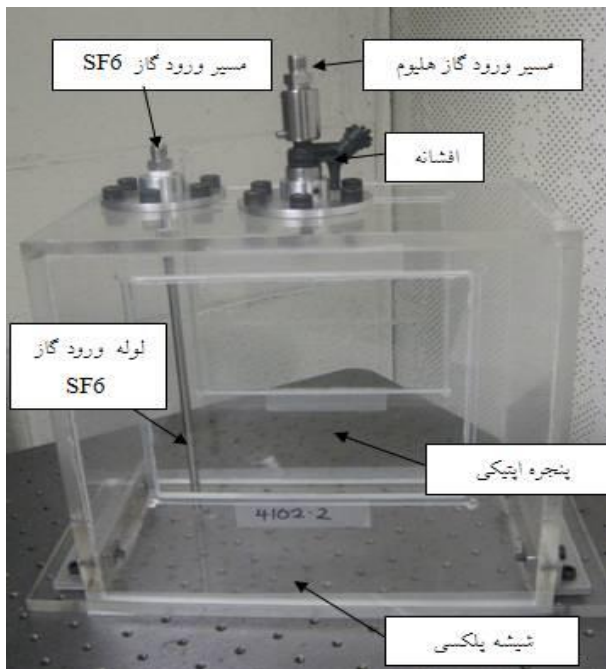 مسیر ورود گاز SF6
مسیر ورود گاز هلیوم
افشانه
لوله ورود گاز
SF6
پنجره اپتیکی
4102-2
شیشه پلکسی